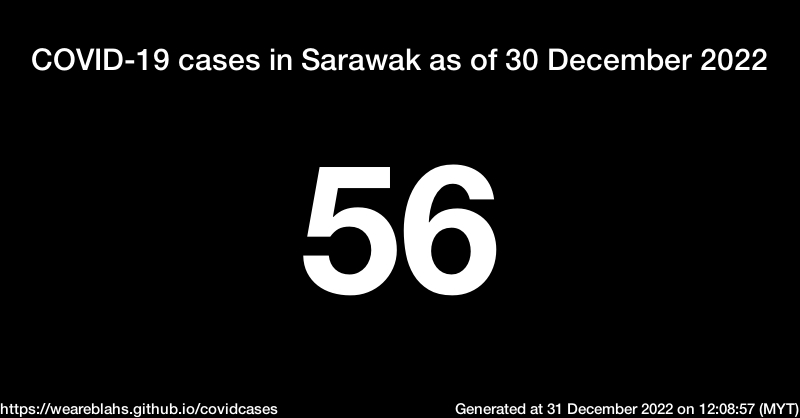 COVID-19 cases in Sarawak as of 30 December 2022
56
https://weareblahs.github.io/covidcases
Generated at 31 December 2022 on 12:08:57 (MYT)